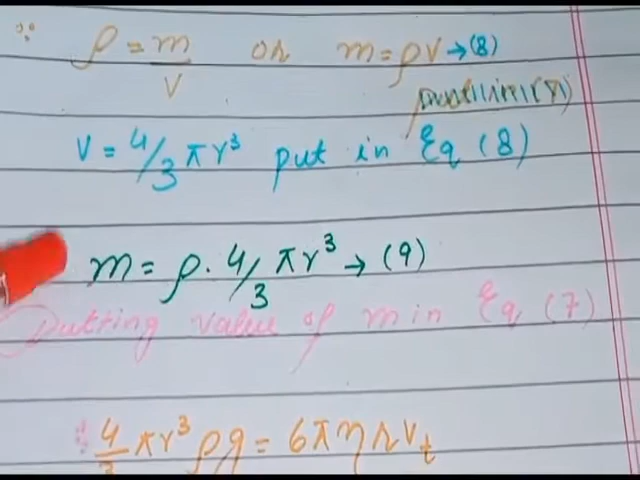 ∵ ρ = m/V or m = ρV → (8)
V = 4/3 πr³ put in Eq (8)
m = ρ. 4/3 πr³ → (9)
Putting value of m in Eq (7)
4/3 πr³ ρg = 6πηrVt